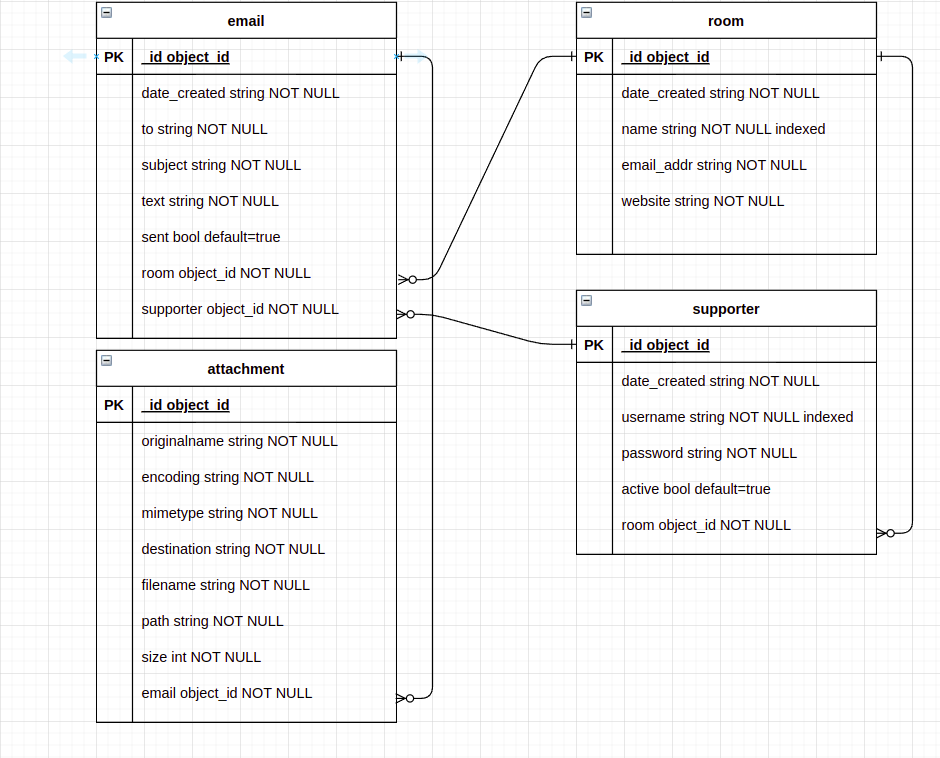 email
PK _id object_id
date_created string NOT NULL
to string NOT NULL
subject string NOT NULL
text string NOT NULL
sent bool default=true
room object_id NOT NULL
supporter object_id NOT NULL
attachment
PK _id object_id
originalname string NOT NULL
encoding string NOT NULL
mimetype string NOT NULL
destination string NOT NULL
filename string NOT NULL
path string NOT NULL
size int NOT NULL
email object_id NOT NULL
room
PK _id object_id
date_created string NOT NULL
name string NOT NULL indexed
email_addr string NOT NULL
website string NOT NULL
supporter
PK _id object_id
date_created string NOT NULL
username string NOT NULL indexed
password string NOT NULL
active bool default=true
room object_id NOT NULL